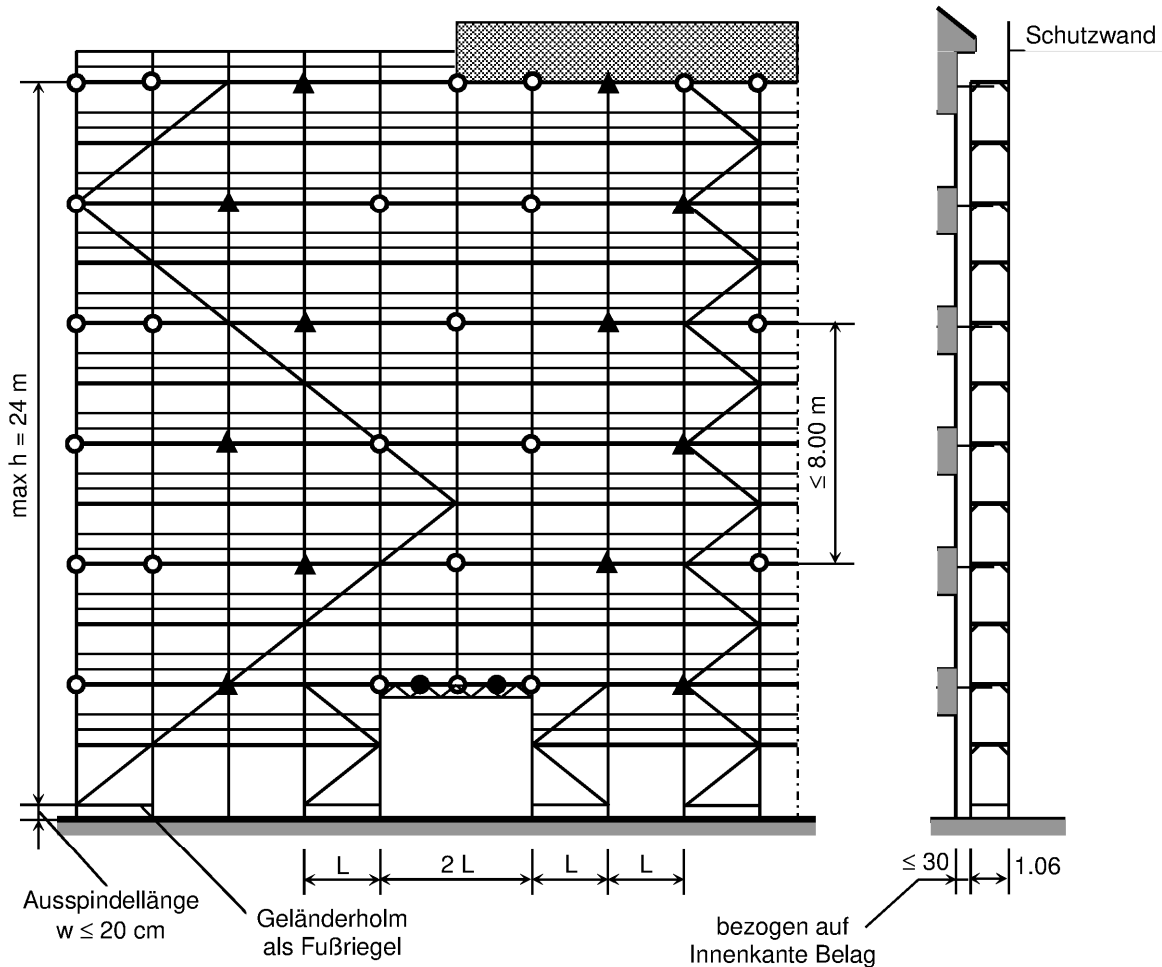 Schutzwand
max h = 24 m
≤ 8.00 m
L
2 L
L
L
≤ 30
1.06
Ausspindellänge
w ≤ 20 cm
Geländerholm
als Fußriegel
bezogen auf
Innenkante Belag